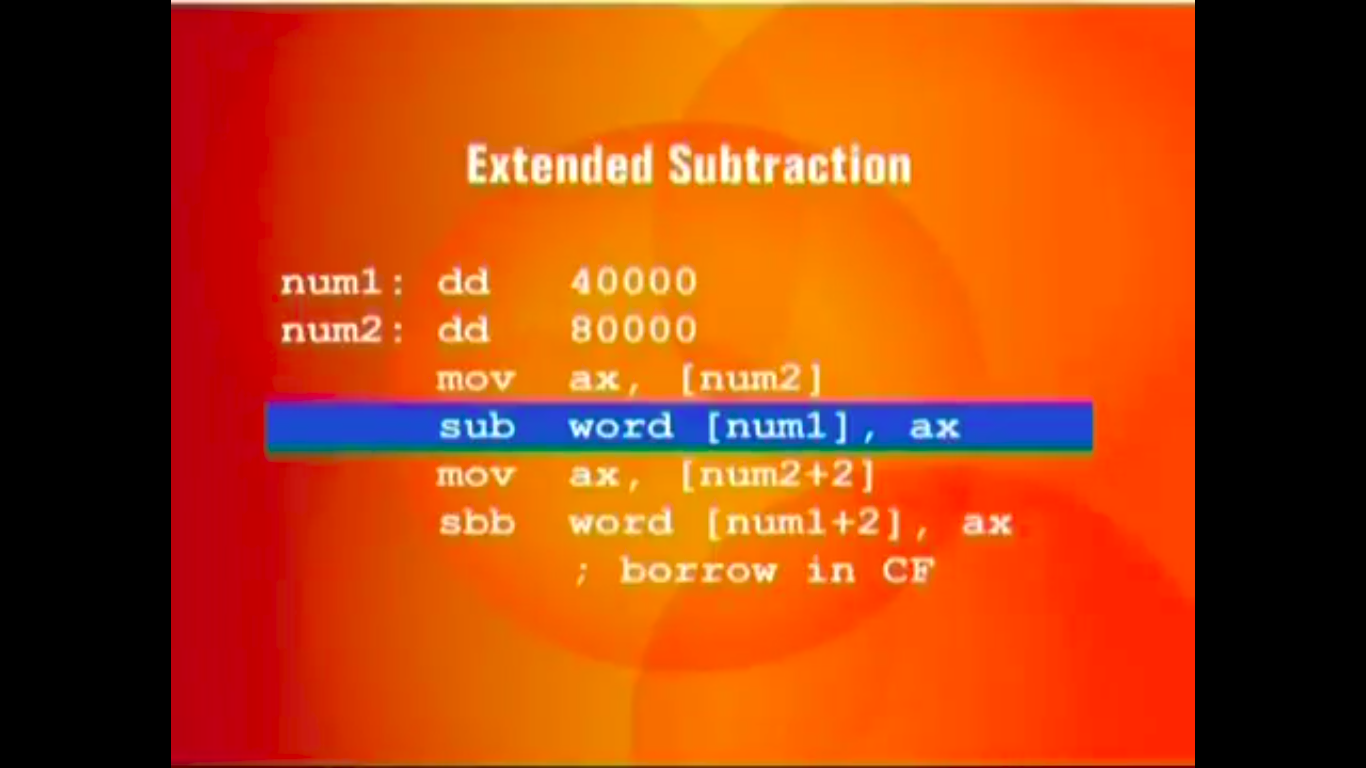 Extended Subtraction
num1: dd 40000
num2: dd 80000
mov ax, [num2]
sub word [num1], ax
mov ax, [num2+2]
sbb word [num1+2], ax
; borrow in CF